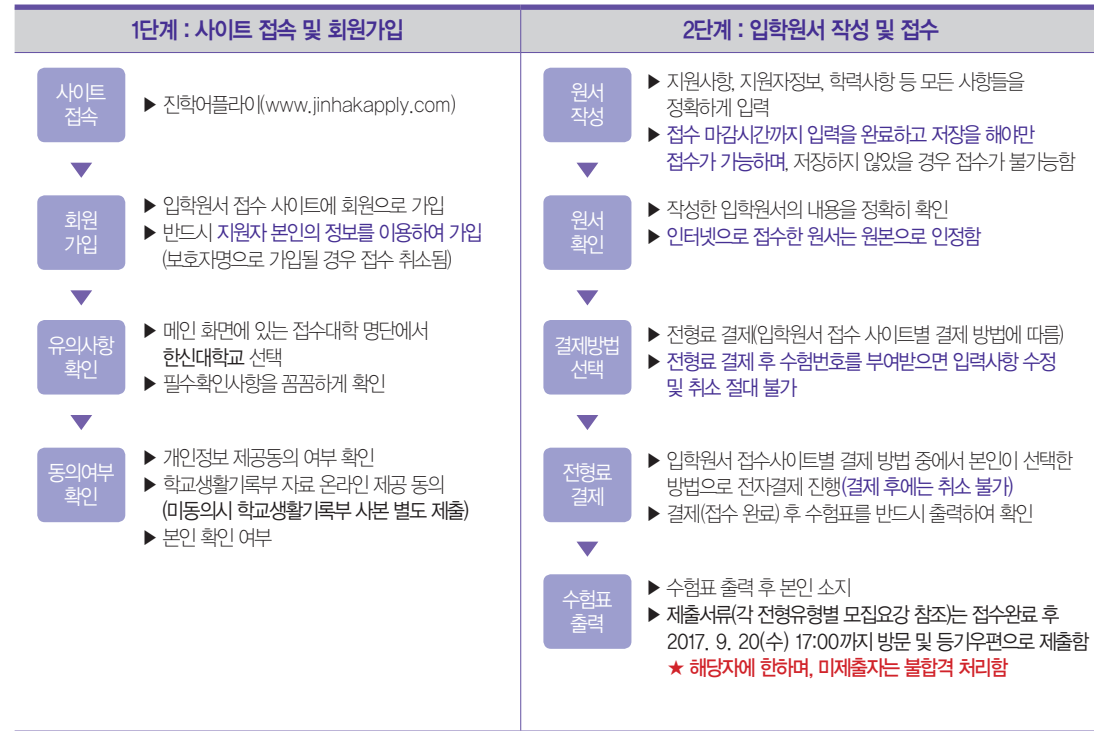 1단계 : 사이트 접속 및 회원가입
사이트
접속
▶ 진학어플라이(www.jinhakapply.com)
회원
가입
▶ 입학원서 접수 사이트에 회원으로 가입
▶ 반드시 지원자 본인의 정보를 이용하여 가입
(보호자명으로 가입될 경우 접수 취소됨)
유의사항
확인
▶ 메인 화면에 있는 접수대학 명단에서
한신대학교 선택
▶ 필수확인사항을 꼼꼼하게 확인
동의여부
확인
▶ 개인정보 제공동의 여부 확인
▶ 학교생활기록부 자료 온라인 제공 동의
(미동의시 학교생활기록부 사본 별도 제출)
▶ 본인 확인 여부
2단계 : 입학원서 작성 및 접수
원서
작성
▶ 지원사항, 지원자정보, 학력사항 등 모든 사항들을
정확하게 입력
▶ 접수 마감시간까지 입력을 완료하고 저장을 해야만
접수가 가능하며, 저장하지 않았을 경우 접수가 불가능함
원서
확인
▶ 작성한 입학원서의 내용을 정확히 확인
▶ 인터넷으로 접수한 원서는 원본으로 인정함
결제방법
선택
▶ 전형료 결제(입학원서 접수 사이트별 결제 방법에 따름)
▶ 전형료 결제 후 수험번호를 부여받으면 입력사항 수정
및 취소 절대 불가
전형료
결제
▶ 입학원서 접수사이트별 결제 방법 중에서 본인이 선택한
방법으로 전자결제 진행(결제 후에는 취소 불가)
▶ 결제(접수 완료) 후 수험표를 반드시 출력하여 확인
수험표
출력
▶ 수험표 출력 후 본인 소지
▶ 제출서류(각 전형유형별 모집요강 참조)는 접수완료 후
2017. 9. 20(수) 17:00까지 방문 및 등기우편으로 제출함
★ 해당자에 한하며, 미제출자는 불합격 처리함